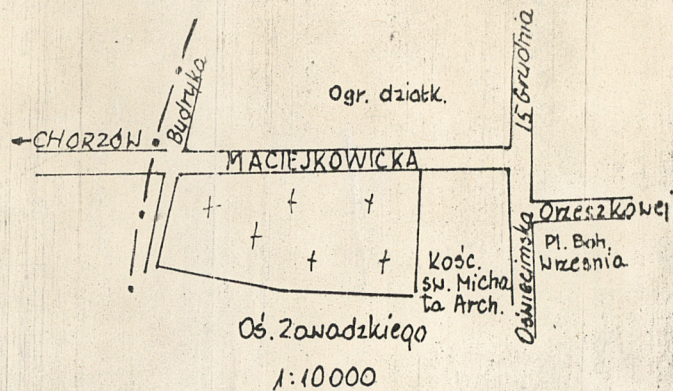 Budryka
Ogr. działk.
15 Grudnia
←CHORZÓW
MACIEJKOWICKA
Orzeszkowej
Pl. Boh.
Września
Oświęcimska
Kośc.
św. Micha
ła Arch.
Oś. Zawadzkiego
1:10000